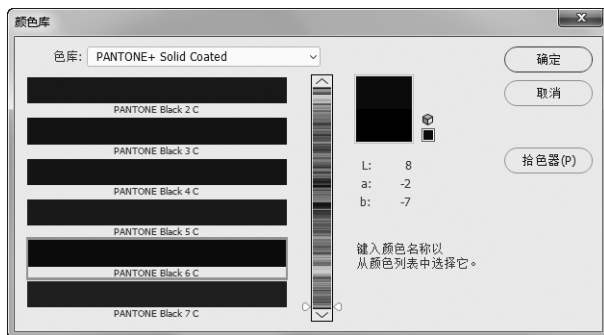 颜色库
x
色库: PANTONE+ Solid Coated
确定
PANTONE Black 2 C
取消
PANTONE Black 3 C
拾色器(P)
PANTONE Black 4 C
L: 8
a: -2
b: -7
PANTONE Black 5 C
键入颜色名称以
从颜色列表中选择它。
PANTONE Black 6 C
PANTONE Black 7 C